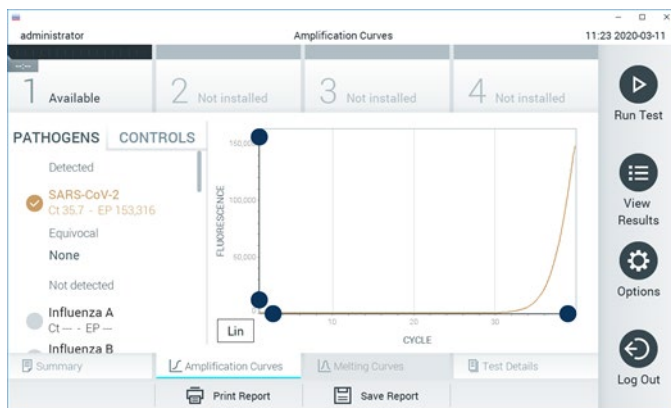 administrator
Amplification Curves
11:23 2020-03-11
1 Available
2 Not installed
3 Not installed
4 Not installed
Run Test
View
Results
Options
Log Out
PATHOGENS CONTROLS
Detected
SARS-CoV-2
Ct 35.7 - EP 153,316
Equivocal
None
Not detected
Influenza A
Ct — - EP —
Influenza B
FLUORESCENCE
150,000
100,000
50,000
0
10
20
30
CYCLE
Lin
Summary
Amplification Curves
Melting Curves
Test Details
Print Report
Save Report